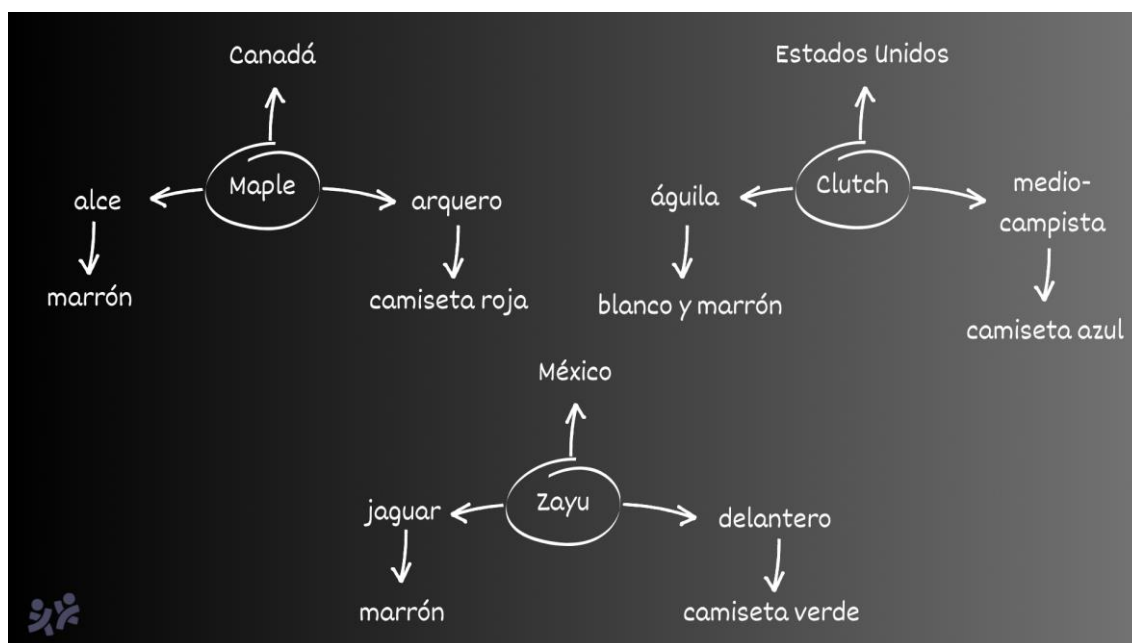 Canadá
Maple
alce
arquero
marrón
camiseta roja
Estados Unidos
Clutch
águila
medio-
campista
blanco y marrón
camiseta azul
México
Zayu
jaguar
delantero
marrón
camiseta verde